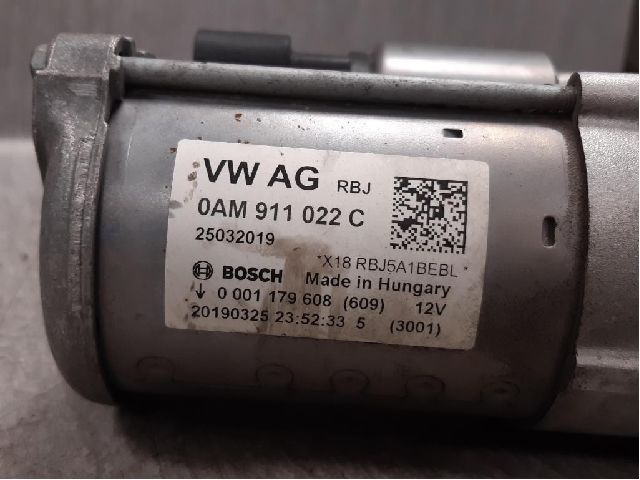 VW AG RBJ
0AM 911 022 C
25032019
*X18 RBJ5A1BEBL*
BOSCH Made in Hungary
0 001 179 608 (609) 12V
20190325 23:52:33 5 (3001)